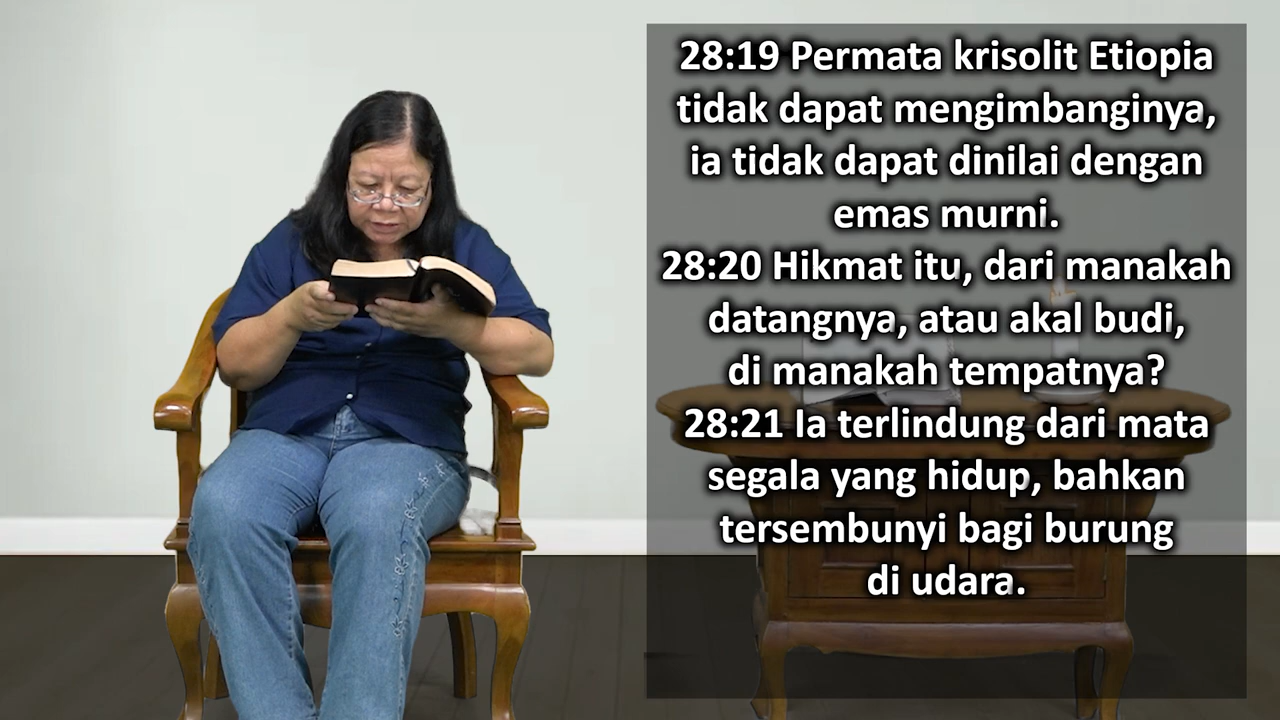 28:19 Permata krisolit Etiopia
tidak dapat mengimbanginya,
ia tidak dapat dinilai dengan
emas murni.
28:20 Hikmat itu, dari manakah
datangnya, atau akal budi,
di manakah tempatnya?
28:21 Ia terlindung dari mata
segala yang hidup, bahkan
tersembunyi bagi burung
di udara.